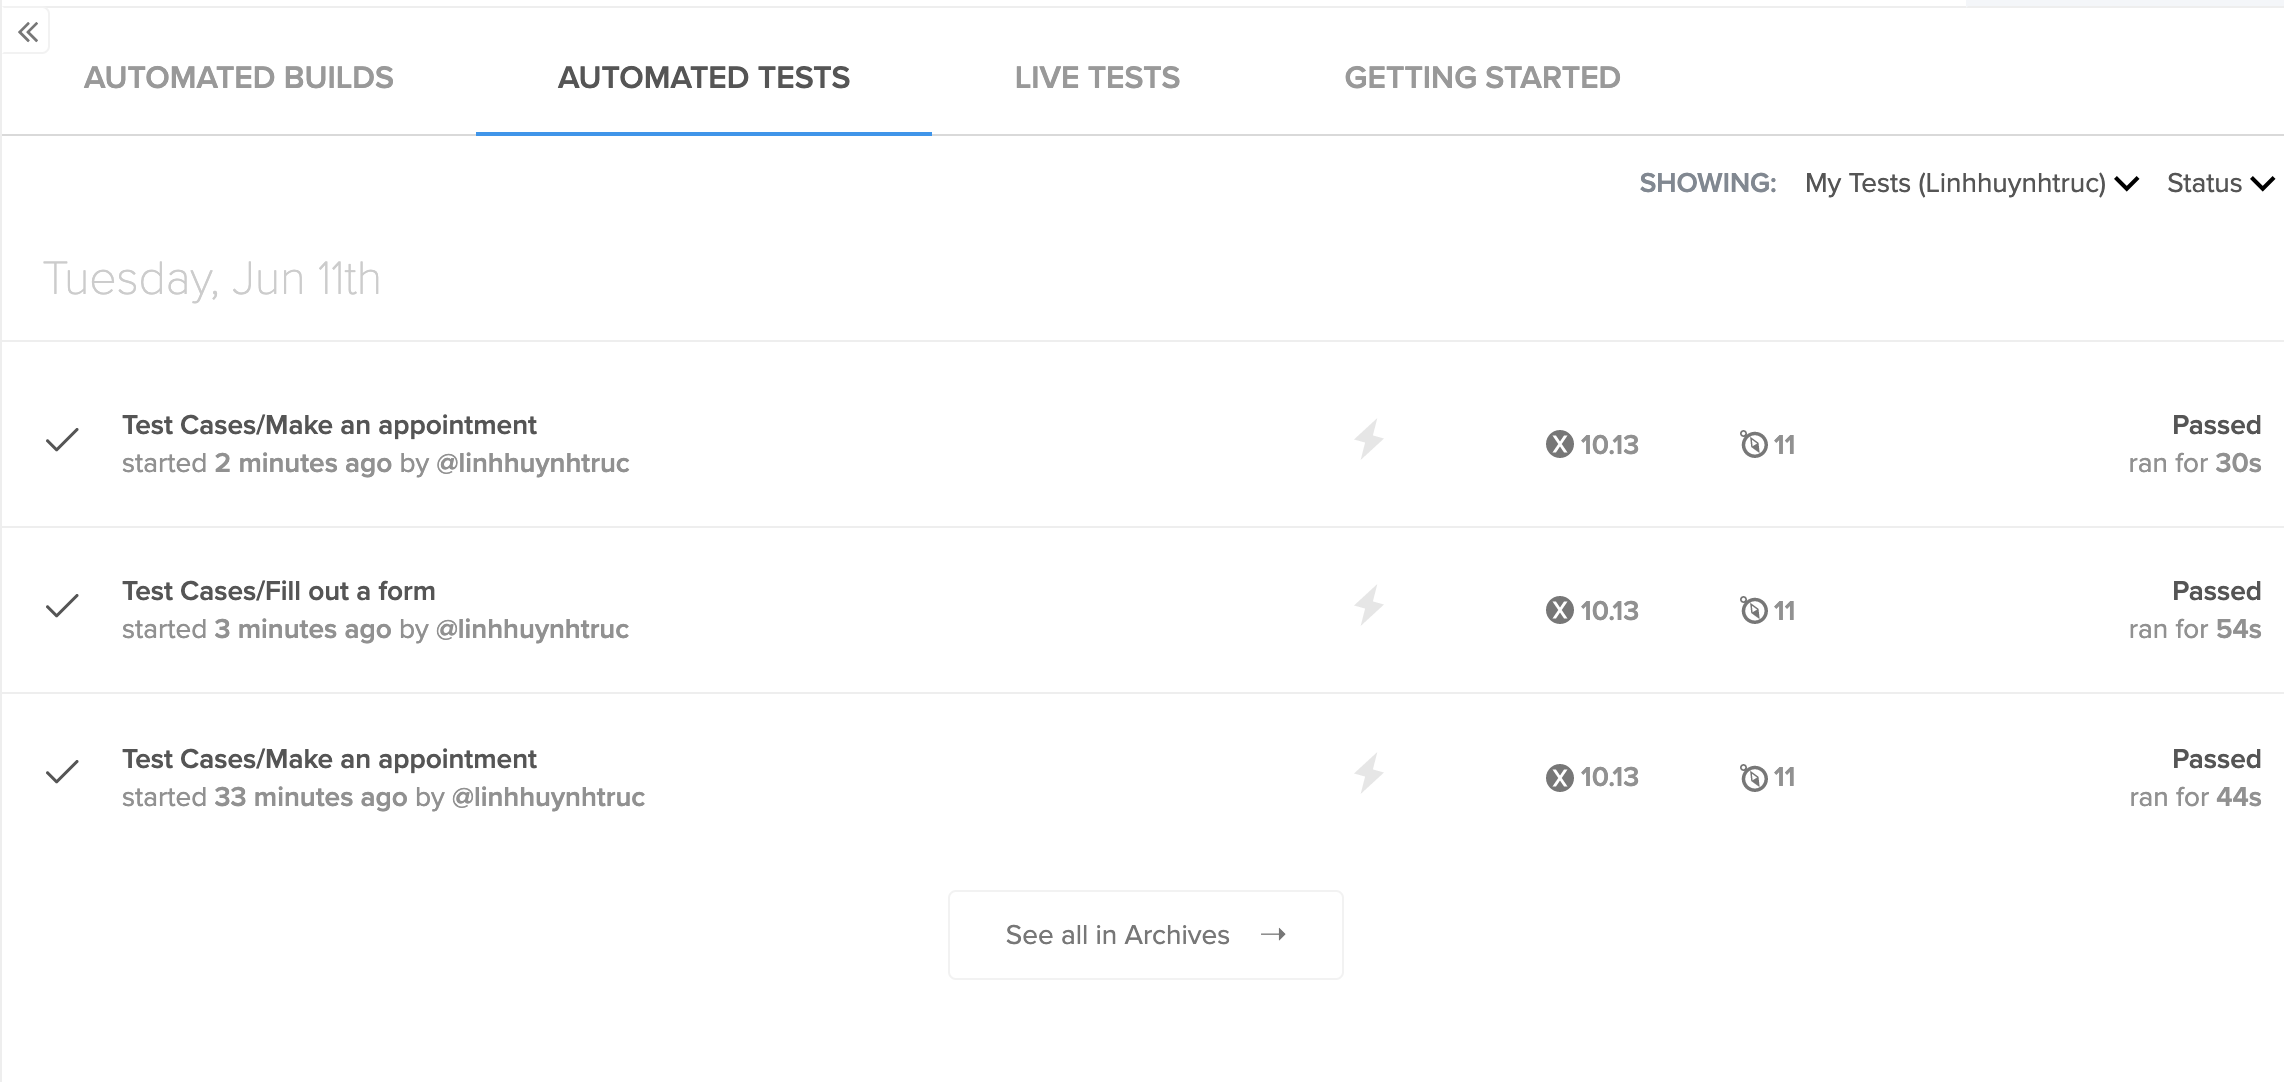 AUTOMATED BUILDS AUTOMATED TESTS LIVE TESTS GETTING STARTED
SHOWING: My Tests (Linhhuynhtruc) Status
Tuesday, Jun 11th
Test Cases/Make an appointment
started 2 minutes ago by @linhhuynhtruc
X 10.13
11
Passed
ran for 30s
Test Cases/Fill out a form
started 3 minutes ago by @linhhuynhtruc
X 10.13
11
Passed
ran for 54s
Test Cases/Make an appointment
started 33 minutes ago by @linhhuynhtruc
X 10.13
11
Passed
ran for 44s
See all in Archives →